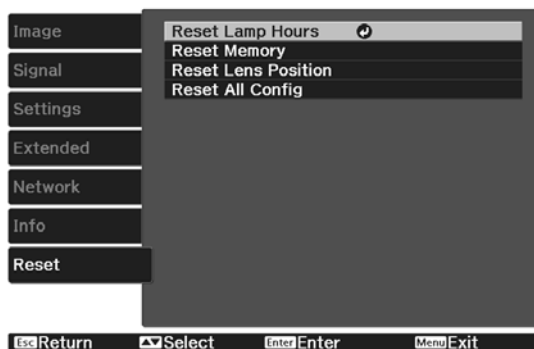 Image
Signal
Settings
Extended
Network
Info
Reset
Reset Lamp Hours
Reset Memory
Reset Lens Position
Reset All Config
Esc Return ▲▼ Select Enter Enter Menu Exit